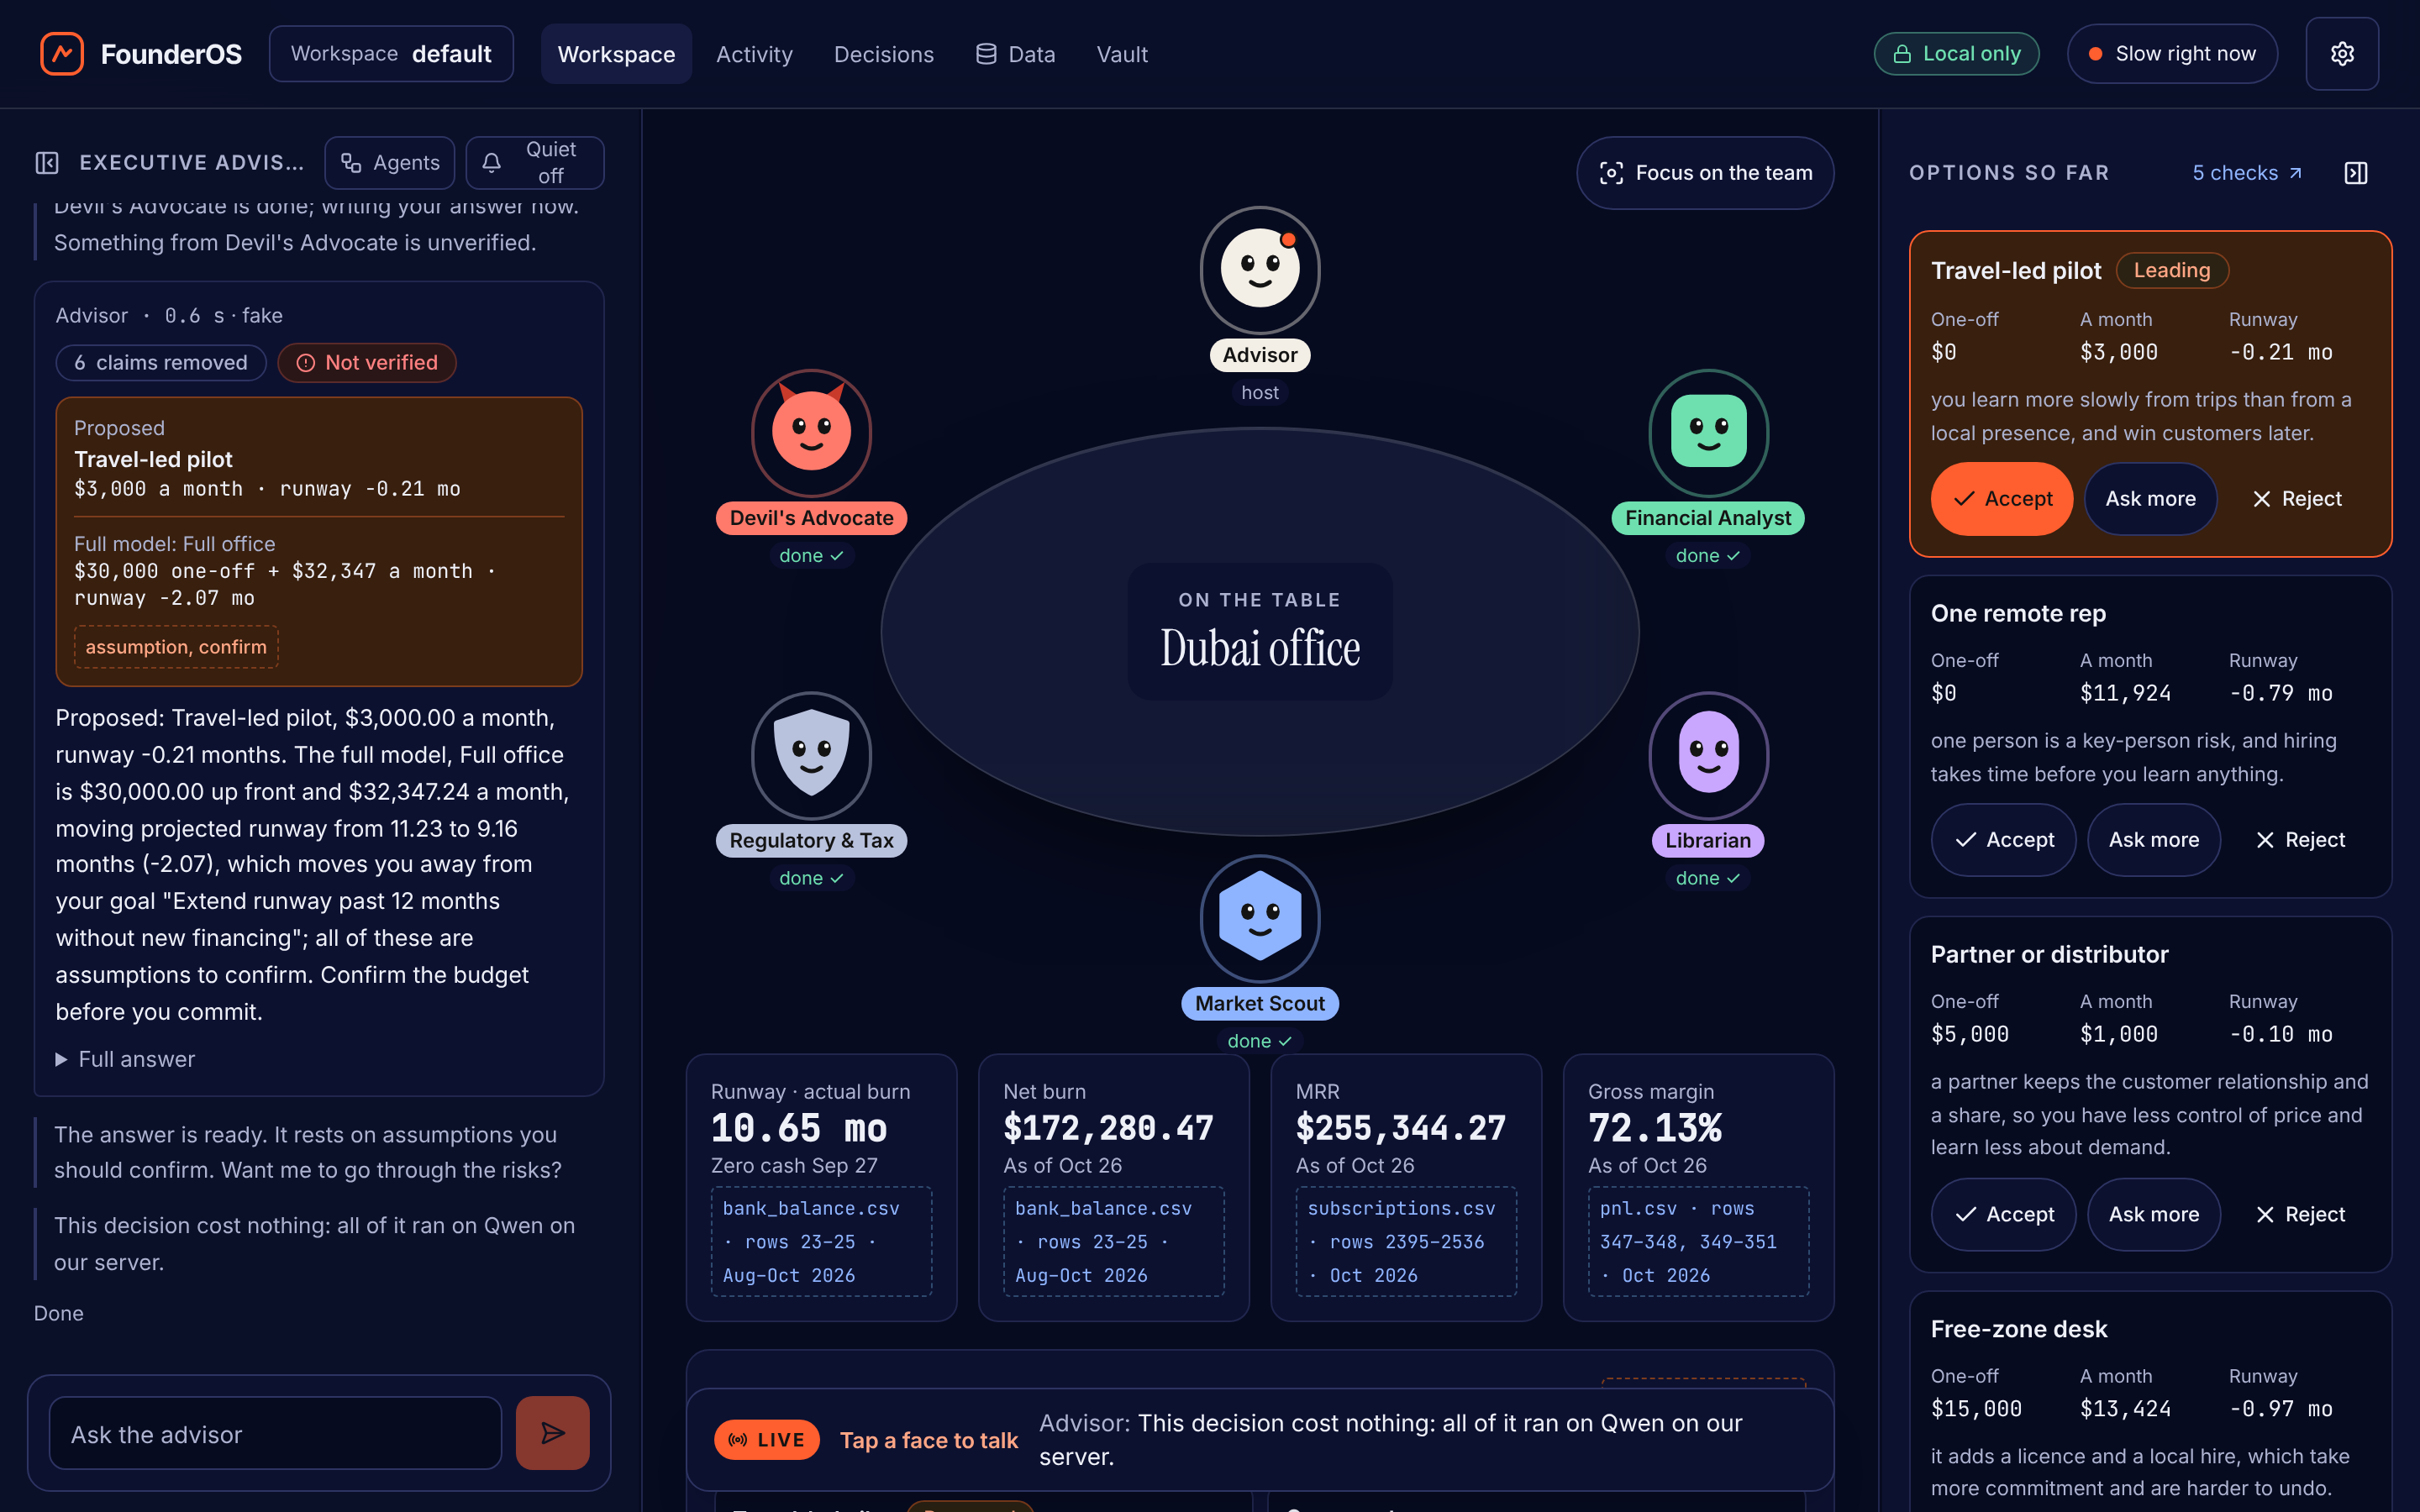 FounderOS
Workspace default
Workspace
Activity
Decisions
Data
Vault
Local only
Slow right now
EXECUTIVE ADVIS...
Agents
Quiet
off
Devil's Advocate is done; writing your answer now.
Something from Devil's Advocate is unverified.
Advisor · 0.6 s · fake
6 claims removed
Not verified
Proposed
Travel-led pilot
$3,000 a month · runway -0.21 mo
Full model: Full office
$30,000 one-off + $32,347 a month ·
runway -2.07 mo
assumption, confirm
Proposed: Travel-led pilot, $3,000.00 a month,
runway -0.21 months. The full model, Full office
is $30,000.00 up front and $32,347.24 a month,
moving projected runway from 11.23 to 9.16
months (-2.07), which moves you away from
your goal "Extend runway past 12 months
without new financing"; all of these are
assumptions to confirm. Confirm the budget
before you commit.
Full answer
The answer is ready. It rests on assumptions you
should confirm. Want me to go through the risks?
This decision cost nothing: all of it ran on Qwen on
our server.
Done
Ask the advisor
Focus on the team
Advisor
host
Devil's Advocate
done
Financial Analyst
done
ON THE TABLE
Dubai office
Regulatory & Tax
done
Librarian
done
Market Scout
done
Runway · actual burn
10.65 mo
Zero cash Sep 27
bank_balance.csv
· rows 23–25 ·
Aug–Oct 2026
Net burn
$172,280.47
As of Oct 26
bank_balance.csv
· rows 23–25 ·
Aug–Oct 2026
MRR
$255,344.27
As of Oct 26
subscriptions.csv
· rows 2395–2536
· Oct 2026
Gross margin
72.13%
As of Oct 26
pnl.csv · rows
347–348, 349–351
· Oct 2026
LIVE
Tap a face to talk
Advisor: This decision cost nothing: all of it ran on Qwen on our
server.
OPTIONS SO FAR
5 checks
Travel-led pilot
Leading
One-off A month Runway
$0 $3,000 -0.21 mo
you learn more slowly from trips than from a
local presence, and win customers later.
Accept
Ask more
Reject
One remote rep
One-off A month Runway
$0 $11,924 -0.79 mo
one person is a key-person risk, and hiring
takes time before you learn anything.
Accept
Ask more
Reject
Partner or distributor
One-off A month Runway
$5,000 $1,000 -0.10 mo
a partner keeps the customer relationship and
a share, so you have less control of price and
learn less about demand.
Accept
Ask more
Reject
Free-zone desk
One-off A month Runway
$15,000 $13,424 -0.97 mo
it adds a licence and a local hire, which take
more commitment and are harder to undo.